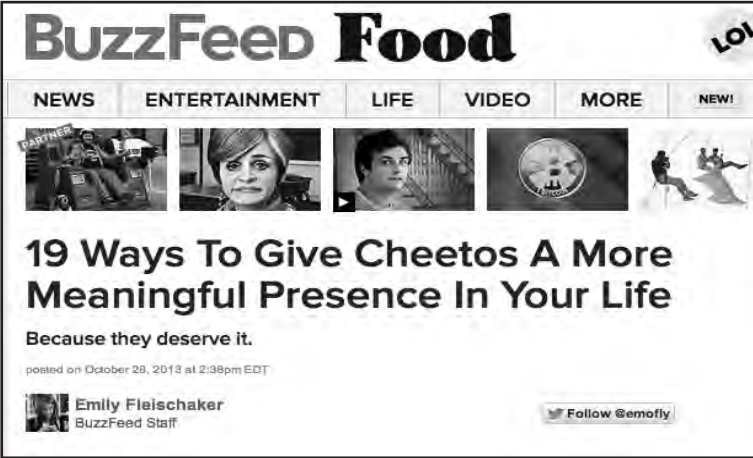 BuzzFeed Food
LOL
NEWS
ENTERTAINMENT
LIFE
VIDEO
MORE
NEW!
PARTNER
19 Ways To Give Cheetos A More
Meaningful Presence In Your Life
Because they deserve it.
posted on October 28, 2013 at 2:38pm EDT
Emily Fleischaker
BuzzFeed Staff
Follow @emofly